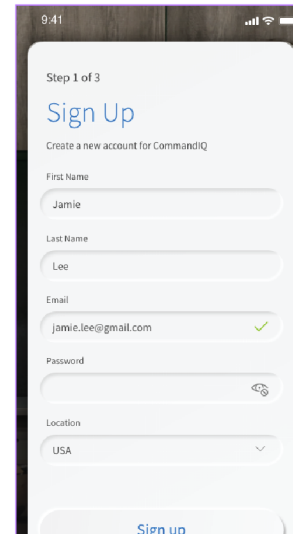 9:41
Step 1 of 3
Sign Up
Create a new account for CommandIQ
First Name
Jamie
Last Name
Lee
Email
jamie.lee@gmail.com
Password
Location
USA
Sign up